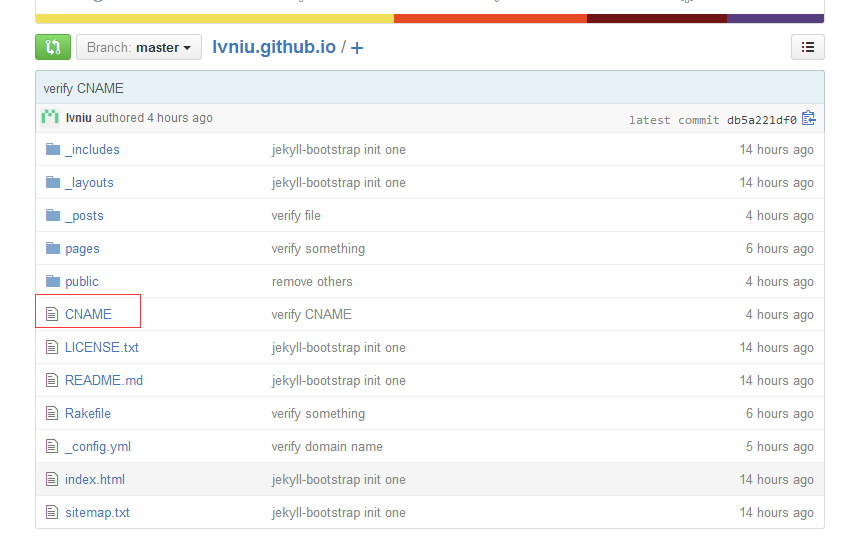 Branch: master lvniu.github.io / +
verify CNAME
lvniu authored 4 hours ago latest commit db5a221df0
_includes jekyll-bootstrap init one 14 hours ago
_layouts jekyll-bootstrap init one 14 hours ago
_posts verify file 4 hours ago
pages verify something 6 hours ago
public remove others 4 hours ago
CNAME verify CNAME 4 hours ago
LICENSE.txt jekyll-bootstrap init one 14 hours ago
README.md jekyll-bootstrap init one 14 hours ago
Rakefile verify something 6 hours ago
_config.yml verify domain name 5 hours ago
index.html jekyll-bootstrap init one 14 hours ago
sitemap.txt jekyll-bootstrap init one 14 hours ago